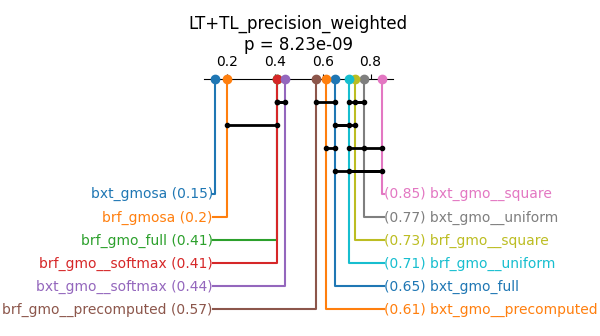 LT+TL_precision_weighted
p = 8.23e-09
0.2 0.4 0.6 0.8
bxt_gmosa (0.15) (0.85) bxt_gmo__square
brf_gmosa (0.2) (0.77) bxt_gmo__uniform
brf_gmo_full (0.41) (0.73) brf_gmo__square
brf_gmo__softmax (0.41) (0.71) brf_gmo__uniform
bxt_gmo__softmax (0.44) (0.65) bxt_gmo_full
brf_gmo__precomputed (0.57) (0.61) bxt_gmo__precomputed